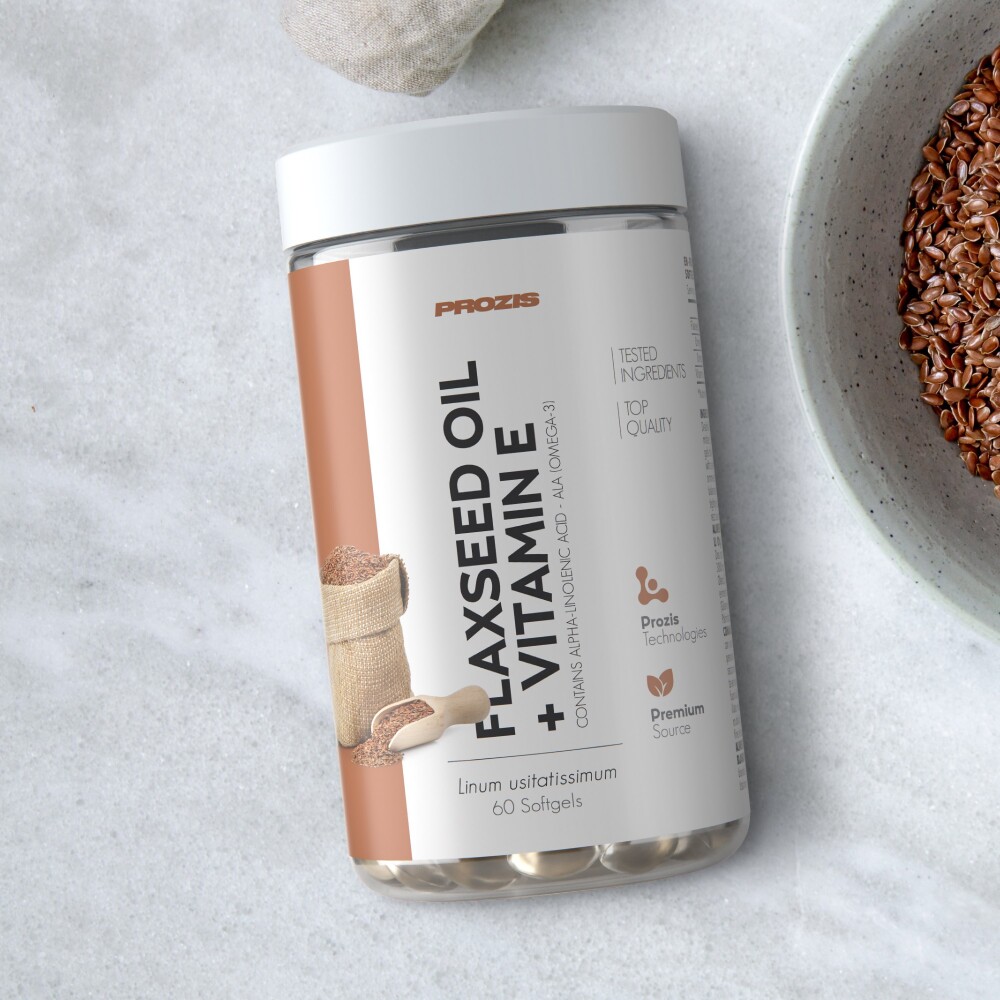 PROZIS
FLAXSEED OIL
+ VITAMIN E
CONTAINS ALPHA-LINOLENIC ACID - ALA (OMEGA-3)
Linum usitatissimum
60 Softgels
TESTED
INGREDIENTS
TOP
QUALITY
Prozis
Technologies
Premium
Source